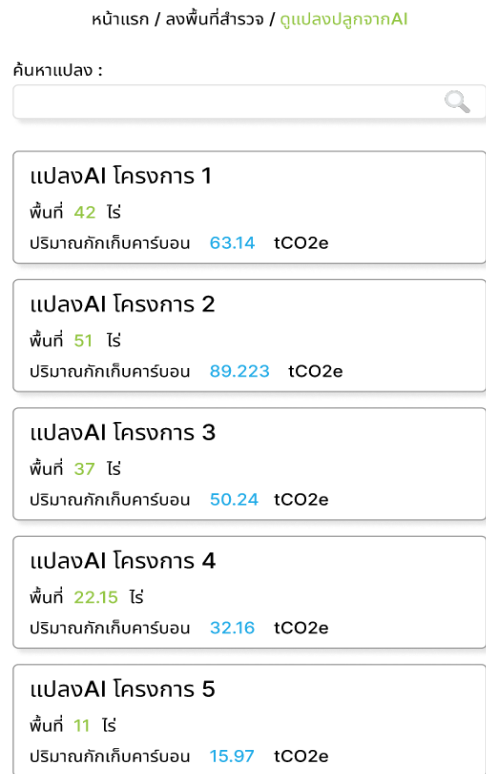 หน้าแรก / ลงพื้นที่สำรวจ / ดูแปลงปลูกจากAI
ค้นหาแปลง :
แปลงAI โครงการ 1
พื้นที่ 42 ไร่
ปริมาณกักเก็บคาร์บอน 63.14 tCO2e
แปลงAI โครงการ 2
พื้นที่ 51 ไร่
ปริมาณกักเก็บคาร์บอน 89.223 tCO2e
แปลงAI โครงการ 3
พื้นที่ 37 ไร่
ปริมาณกักเก็บคาร์บอน 50.24 tCO2e
แปลงAI โครงการ 4
พื้นที่ 22.15 ไร่
ปริมาณกักเก็บคาร์บอน 32.16 tCO2e
แปลงAI โครงการ 5
พื้นที่ 11 ไร่
ปริมาณกักเก็บคาร์บอน 15.97 tCO2e